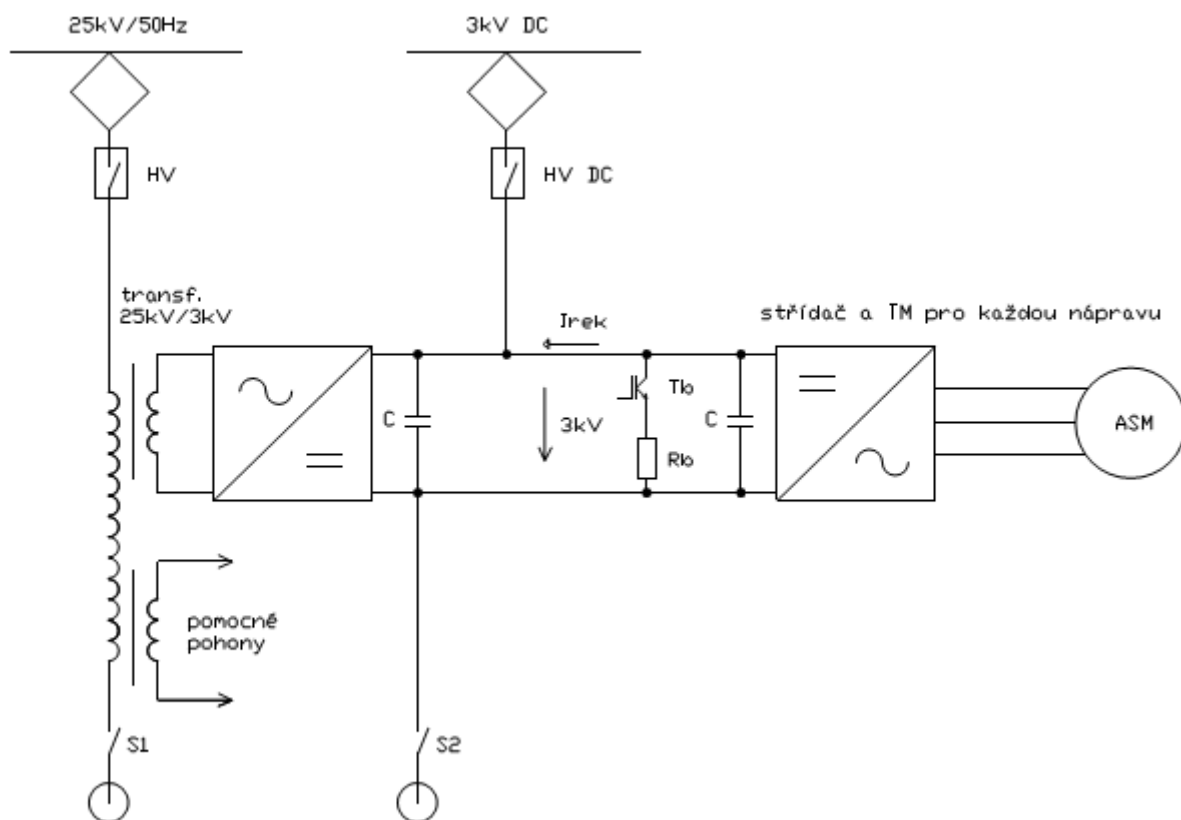 25kV/50Hz
3kV DC
HV
HV DC
transf.
25kV/3kV
Irek
střídač a TM pro každou nápravu
C
3kV
Tb
Rb
C
ASM
pomocné
pohony
S1
S2